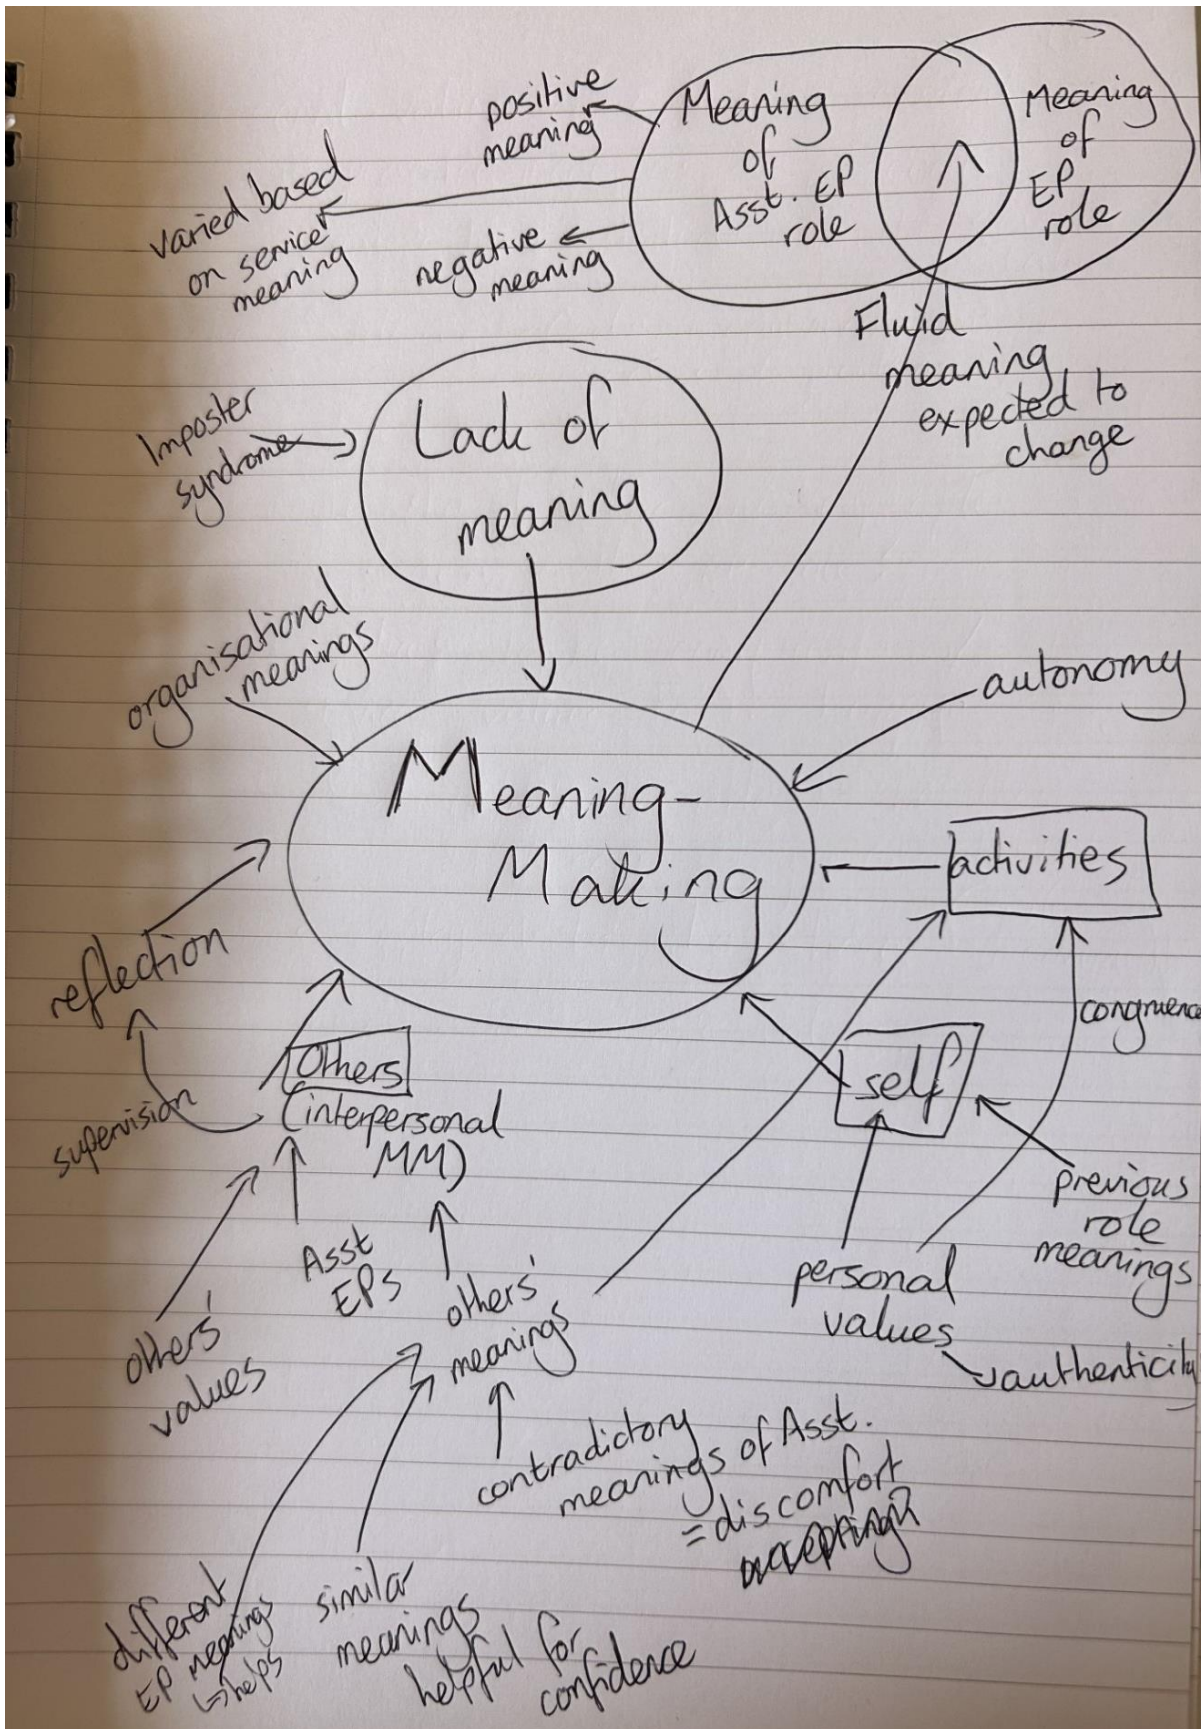 positive
meaning
Meaning
of
Asst. EP
role
Meaning
of
EP
role
varied based
on service
meaning
negative
meaning
Fluid
meaning
expected to
change
Imposter
syndrome
Lack of
meaning
organisational
meanings
autonomy
Meaning-
Making
activities
reflection
congruence
Others
(interpersonal
MM)
self
supervision
previous
role
meanings
Asst
EPs
others'
meanings
personal
values
authenticity
others'
values
contradictory
meanings of Asst.
= discomfort
different
EP meanings
↳ helps
similar
meanings
helpful for
confidence